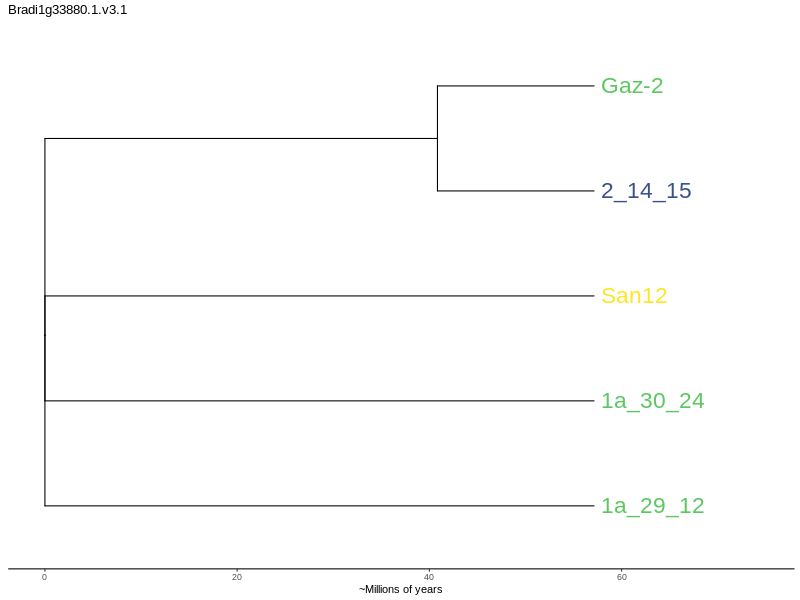 Bradi1g33880.1.v3.1
Gaz-2
2_14_15
San12
1a_30_24
1a_29_12
0 20 40 60
~Millions of years